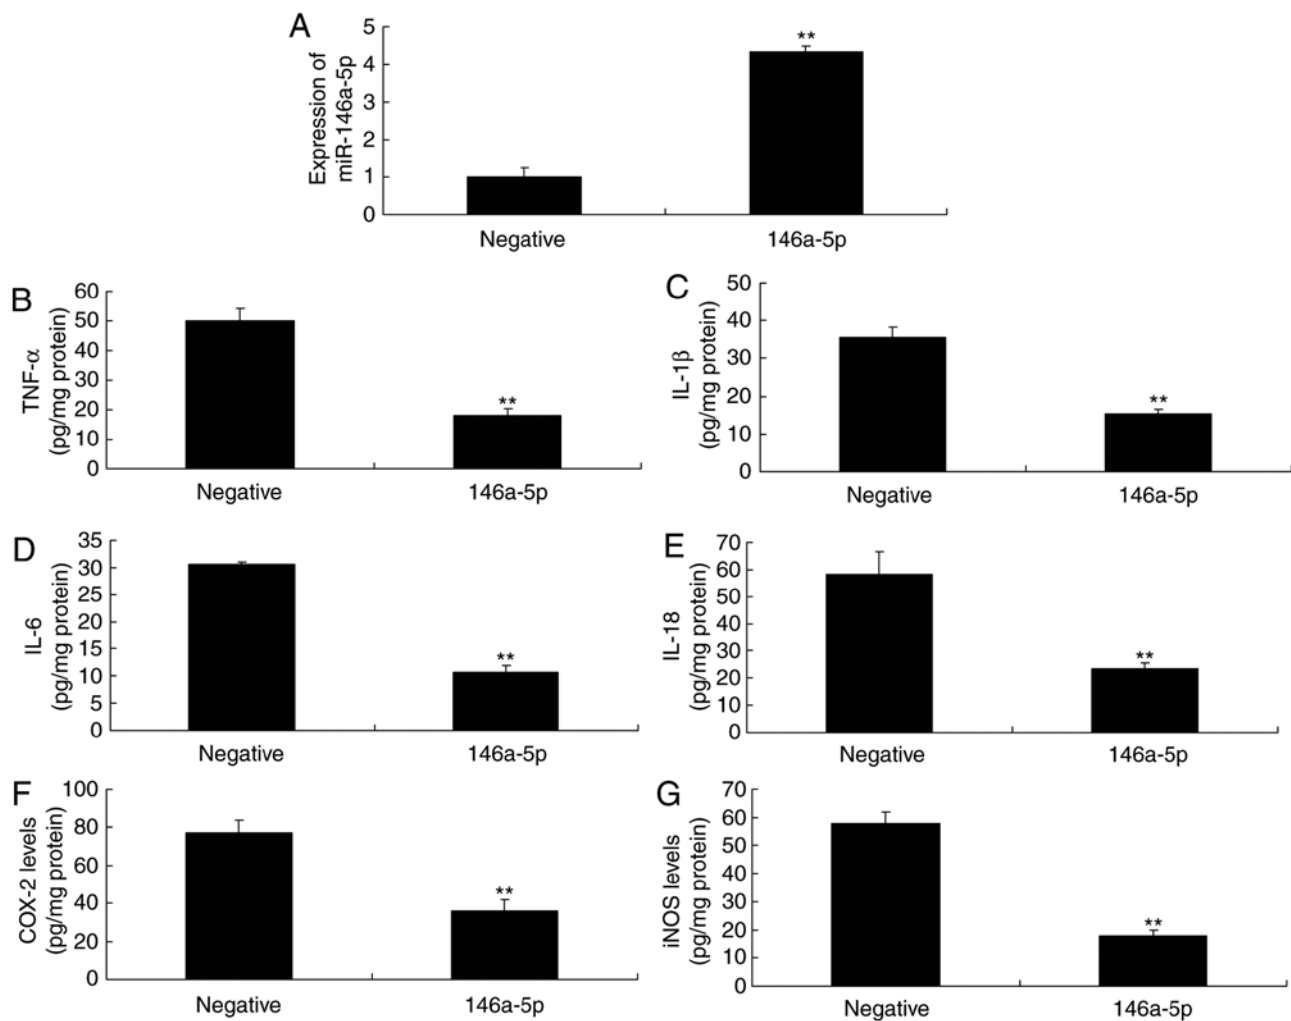 A
Expression of
miR-146a-5p
5
4
3
2
1
0
**
Negative
146a-5p
B
TNF-α
(pg/mg protein)
60
50
40
30
20
10
0
**
Negative
146a-5p
C
IL-1β
(pg/mg protein)
50
40
30
20
10
0
**
Negative
146a-5p
D
IL-6
(pg/mg protein)
35
30
25
20
15
10
5
0
**
Negative
146a-5p
E
IL-18
(pg/mg protein)
70
60
50
40
30
20
10
0
**
Negative
146a-5p
F
COX-2 levels
(pg/mg protein)
100
80
60
40
20
0
**
Negative
146a-5p
G
iNOS levels
(pg/mg protein)
70
60
50
40
30
20
10
0
**
Negative
146a-5p